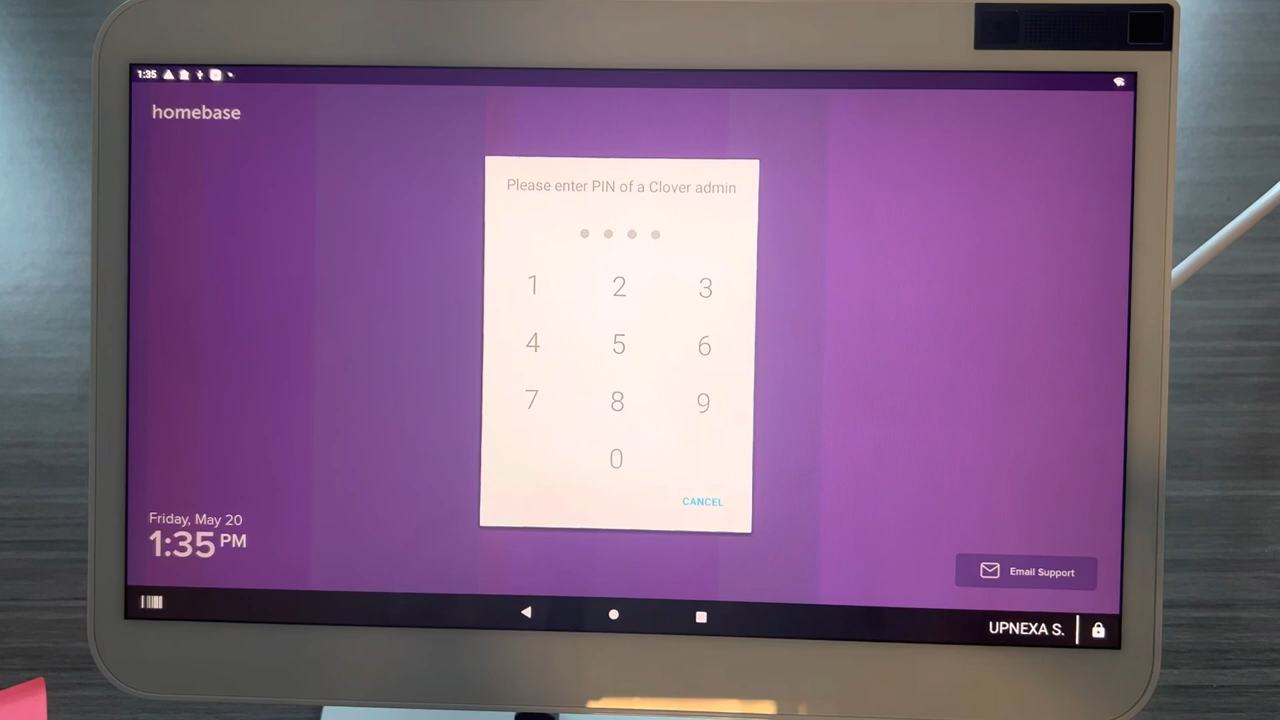 1:35
homebase
Please enter PIN of a Clover admin
1 2 3
4 5 6
7 8 9
0
CANCEL
Friday, May 20
1:35 PM
Email Support
UPNEXA S.